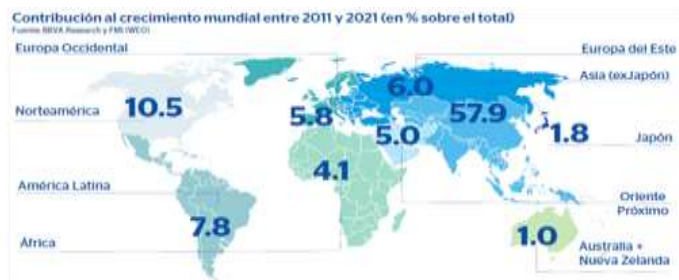 Contribución al crecimiento mundial entre 2011 y 2021 (en % sobre el total)
Fuente: BBVA Research y FMI (WEO)
Europa Occidental
Europa del Este
Asia (exJapón)
Norteamérica
Japón
América Latina
Oriente
Próximo
África
Australia +
Nueva Zelanda
10.5
5.8
6.0
57.9
5.0
1.8
4.1
7.8
1.0